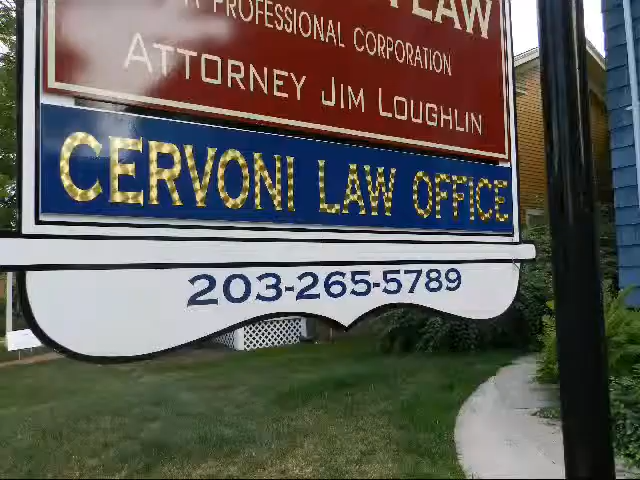 LAW
PROFESSIONAL CORPORATION
ATTORNEY JIM LOUGHLIN
CERVONI LAW OFFICE
203-265-5789